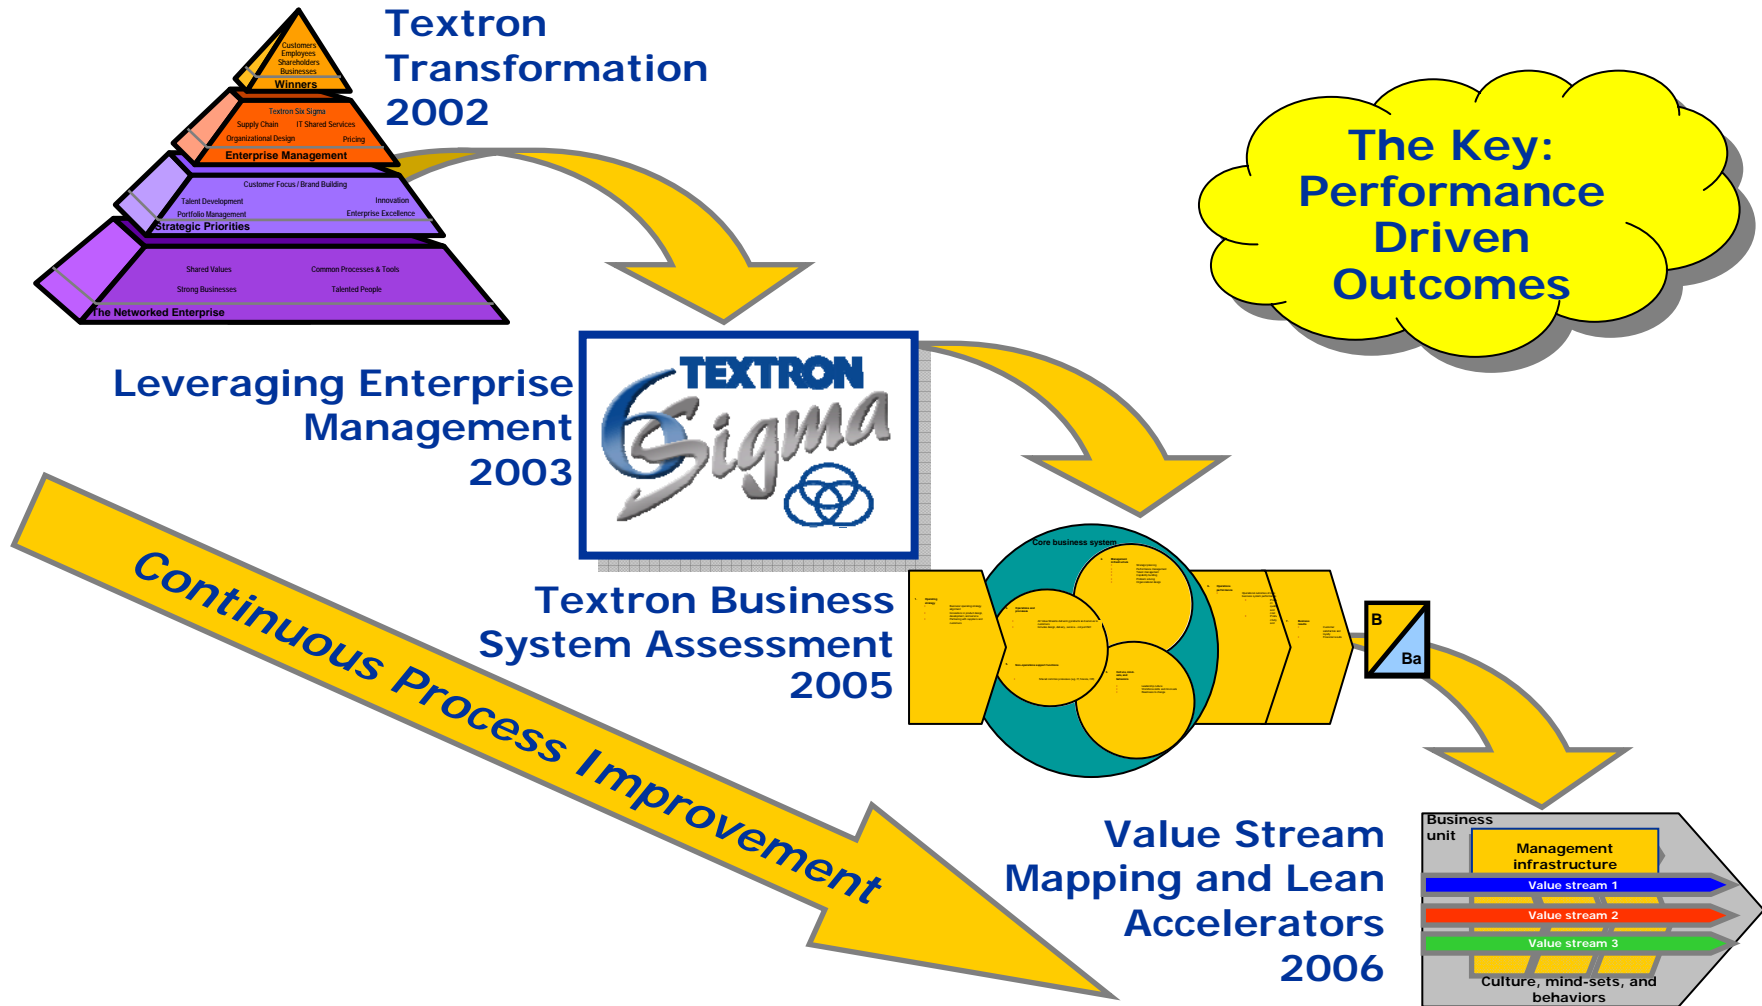 Textron
Transformation
2002
Customers
Employees
Shareholders
Businesses
Winners
Textron Six Sigma
Supply Chain IT Shared Services
Organizational Design Pricing
Enterprise Management
Customer Focus / Brand Building
Talent Development Innovation
Portfolio Management Enterprise Excellence
Strategic Priorities
Shared Values Common Processes & Tools
Strong Businesses Talented People
The Networked Enterprise
The Key:
Performance
Driven
Outcomes
Leveraging Enterprise
Management
2003
TEXTRON
6 Sigma
Continuous Process Improvement
Textron Business
System Assessment
2005
Core business system
B
Ba
Value Stream
Mapping and Lean
Accelerators
2006
Business
unit
Management
infrastructure
Value stream 1
Value stream 2
Value stream 3
Culture, mind-sets, and
behaviors